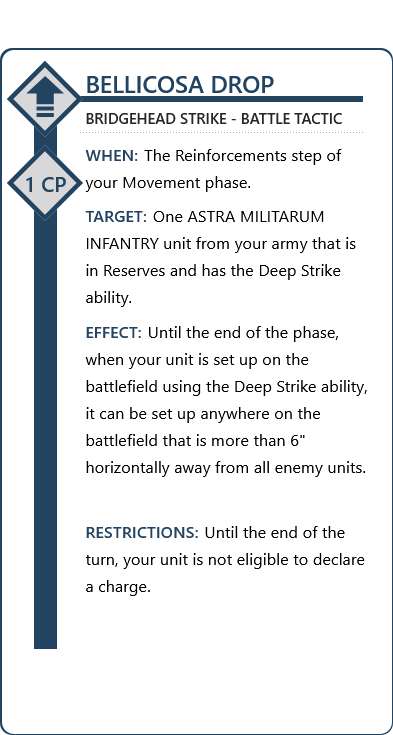 BELLICOSA DROP
BRIDGEHEAD STRIKE - BATTLE TACTIC
WHEN: The Reinforcements step of
your Movement phase.
1 CP
TARGET: One ASTRA MILITARUM
INFANTRY unit from your army that is
in Reserves and has the Deep Strike
ability.
EFFECT: Until the end of the phase,
when your unit is set up on the
battlefield using the Deep Strike ability,
it can be set up anywhere on the
battlefield that is more than 6"
horizontally away from all enemy units.
RESTRICTIONS: Until the end of the
turn, your unit is not eligible to declare
a charge.